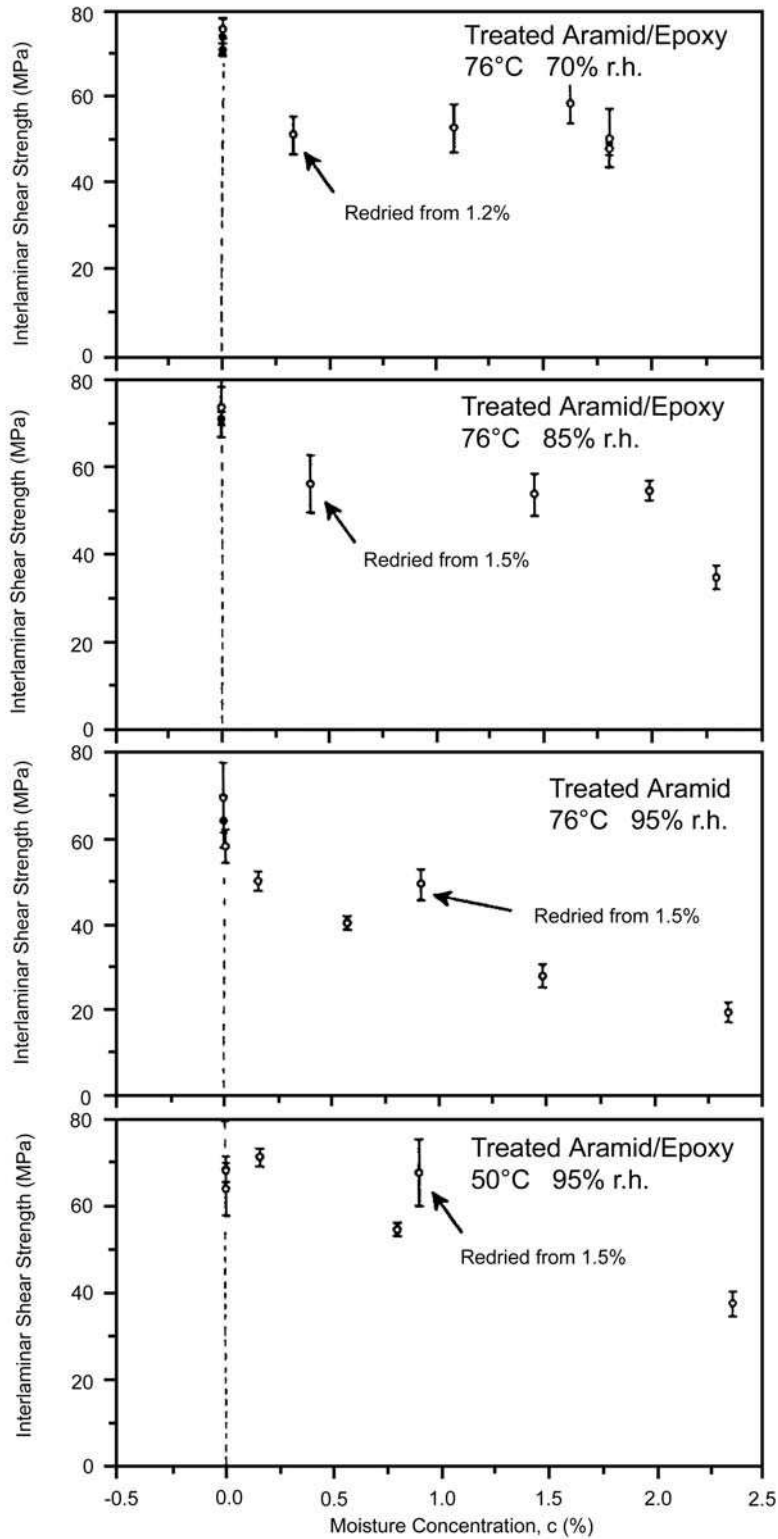 Interlaminar Shear Strength (MPa)
80
60
40
20
0
Treated Aramid/Epoxy
76°C 70% r.h.
Redried from 1.2%
Interlaminar Shear Strength (MPa)
80
60
40
20
0
Treated Aramid/Epoxy
76°C 85% r.h.
Redried from 1.5%
Interlaminar Shear Strength (MPa)
80
60
40
20
0
Treated Aramid
76°C 95% r.h.
Redried from 1.5%
Interlaminar Shear Strength (MPa)
80
60
40
20
0
Treated Aramid/Epoxy
50°C 95% r.h.
Redried from 1.5%
-0.5 0.0 0.5 1.0 1.5 2.0 2.5
Moisture Concentration, c (%)